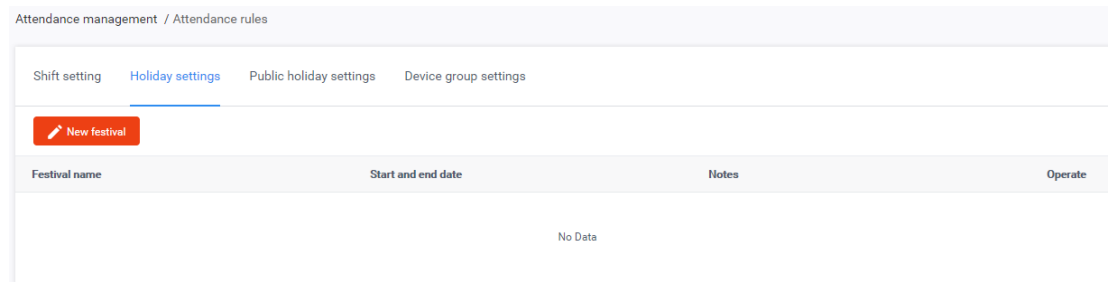 Attendance management / Attendance rules
Shift setting Holiday settings Public holiday settings Device group settings
New festival
Festival name Start and end date Notes Operate
No Data